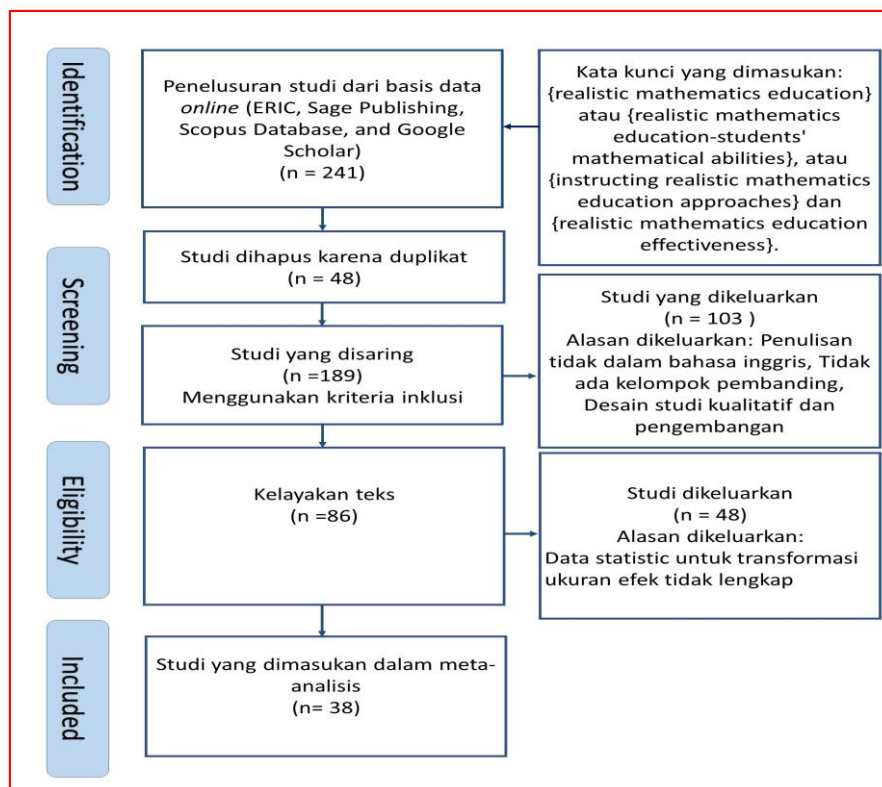 Identification
Penelusuran studi dari basis data
online (ERIC, Sage Publishing,
Scopus Database, and Google
Scholar)
(n = 241)
Kata kunci yang dimasukan:
{realistic mathematics education}
atau {realistic mathematics
education-students'
mathematical abilities}, atau
{instructing realistic mathematics
education approaches} dan
{realistic mathematics education
effectiveness}.
Screening
Studi dihapus karena duplikat
(n = 48)
Studi yang disaring
(n =189)
Menggunakan kriteria inklusi
Studi yang dikeluarkan
(n = 103 )
Alasan dikeluarkan: Penulisan
tidak dalam bahasa inggris, Tidak
ada kelompok pembanding,
Desain studi kualitatif dan
pengembangan
Eligibility
Kelayakan teks
(n =86)
Studi dikeluarkan
(n = 48)
Alasan dikeluarkan:
Data statistic untuk transformasi
ukuran efek tidak lengkap
Included
Studi yang dimasukan dalam meta-
analisis
(n= 38)